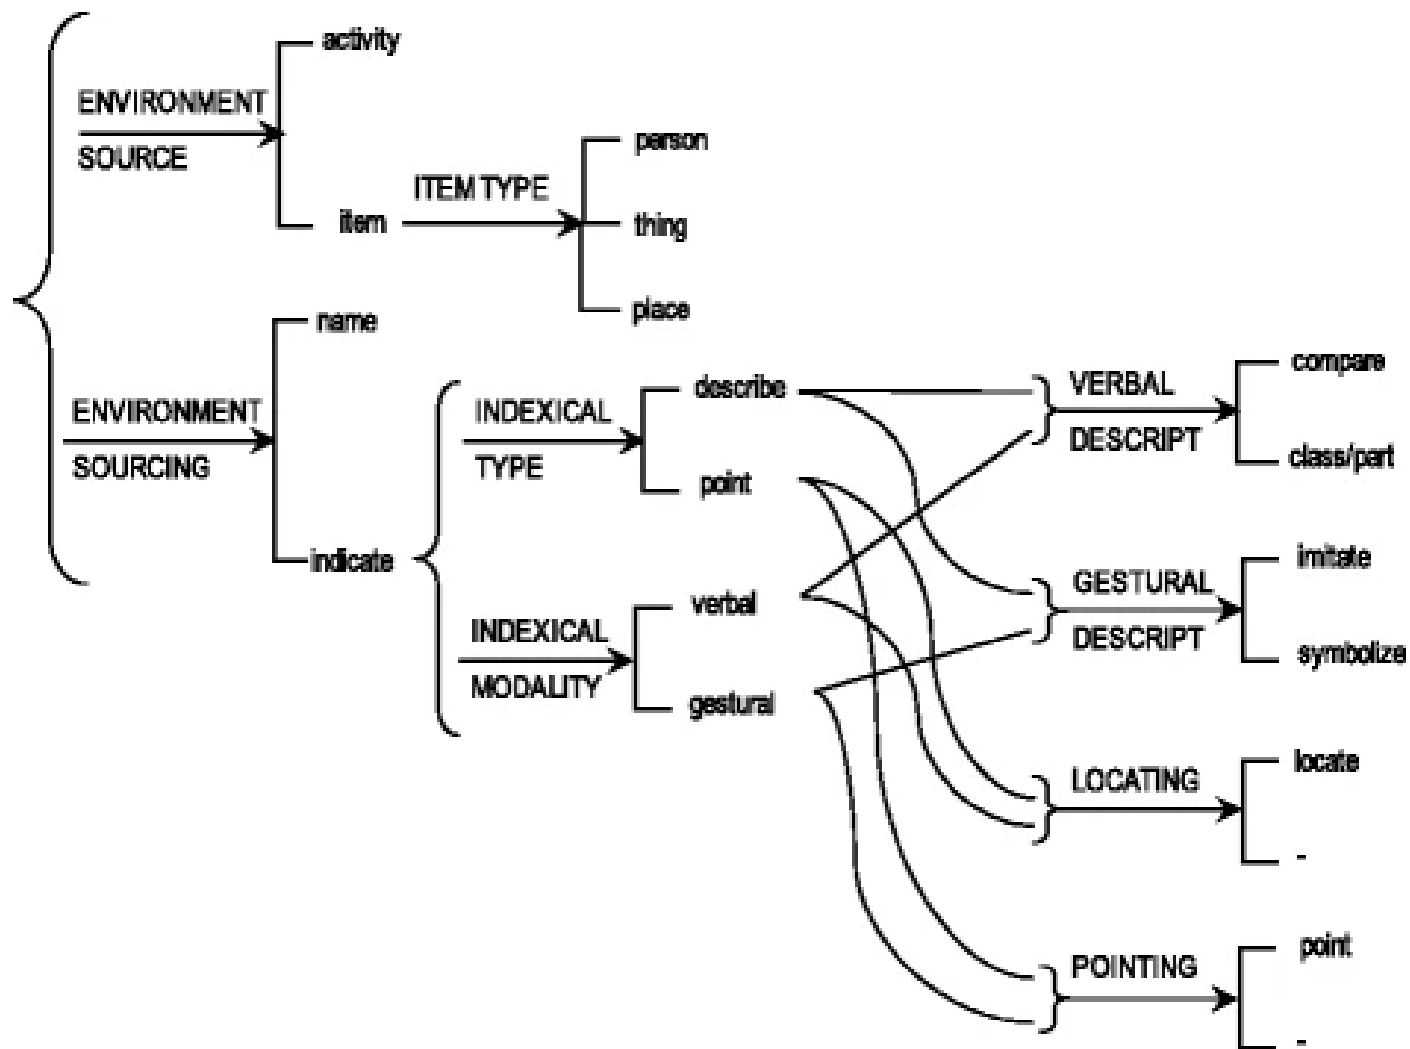 activity
ENVIRONMENT
SOURCE
person
ITEM TYPE
item
thing
place
name
ENVIRONMENT
SOURCING
indicate
INDEXICAL
TYPE
describe
point
INDEXICAL
MODALITY
verbal
gestural
VERBAL
DESCRIPT
compare
class/part
GESTURAL
DESCRIPT
imitate
symbolize
LOCATING
locate
-
POINTING
point
-